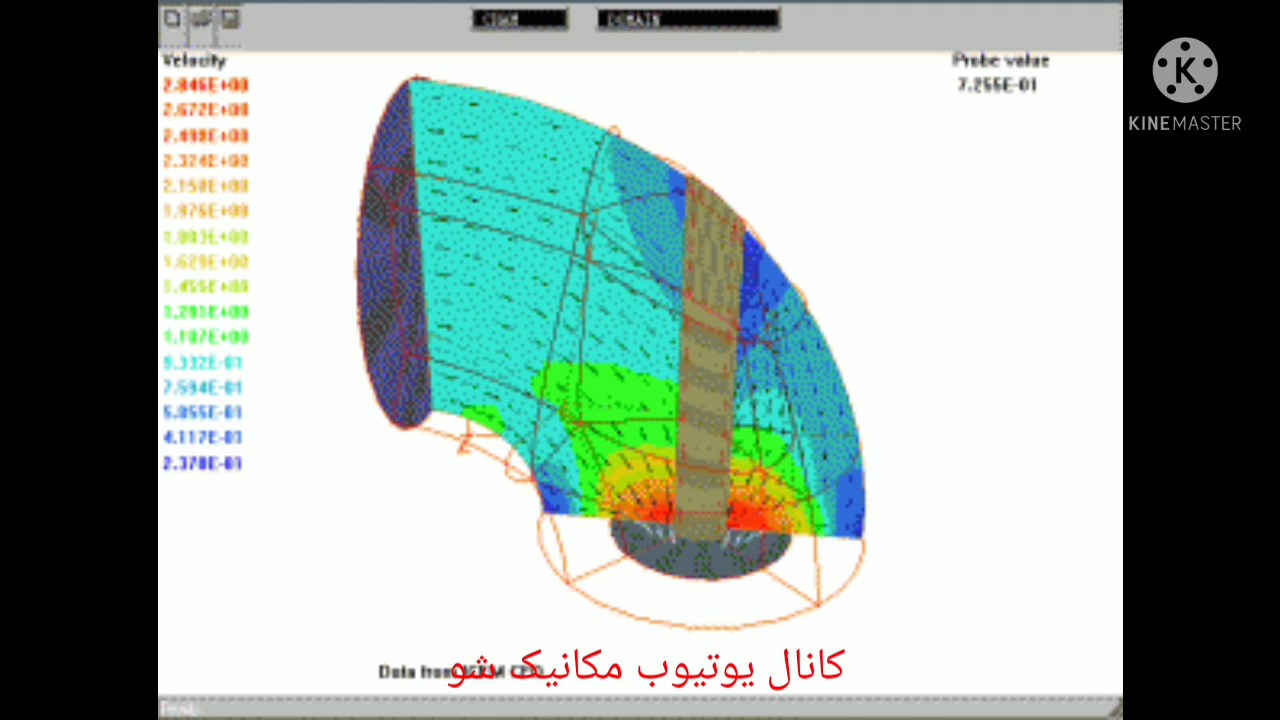 DOMAIN
Velocity
Probe value
2.846E+00
7.255E-01
2.672E+00
2.498E+00
2.324E+00
2.150E+00
1.976E+00
1.803E+00
1.629E+00
1.455E+00
1.281E+00
1.107E+00
9.332E-01
7.594E-01
5.855E-01
4.117E-01
2.378E-01
K
KINEMASTER
Data from
کانال یوتیوب مکانیک شو